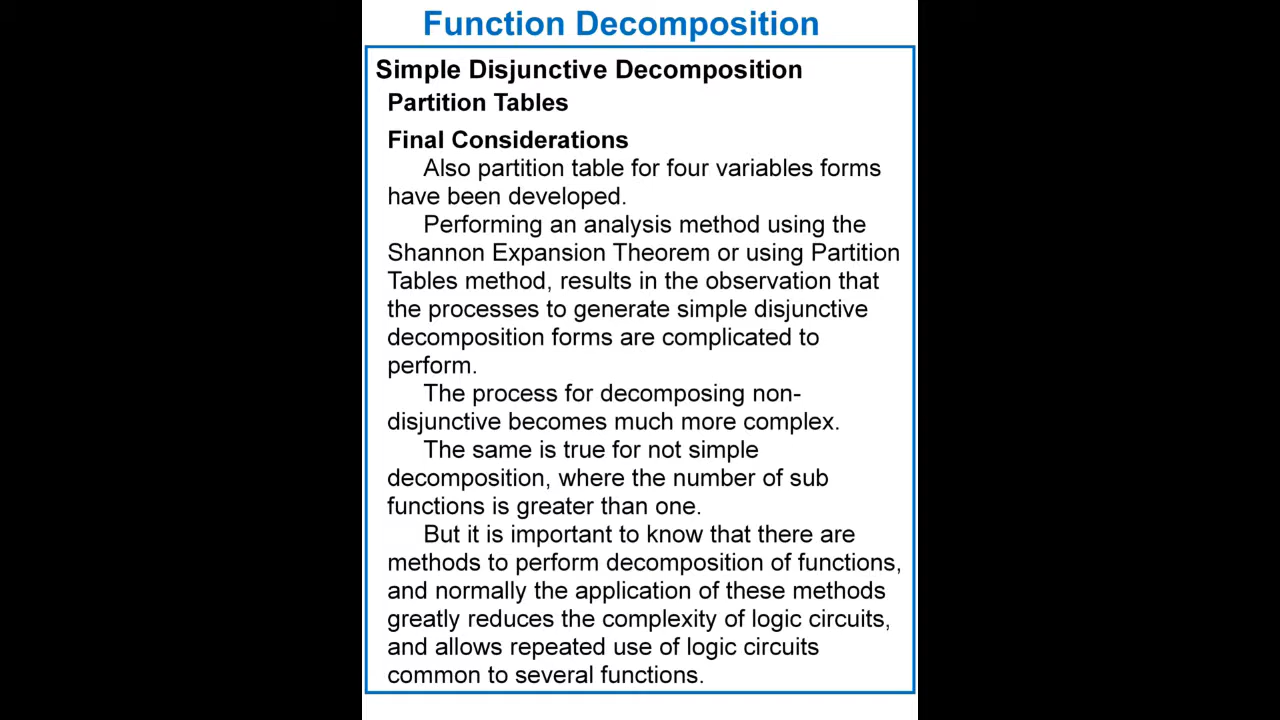 Function Decomposition
Simple Disjunctive Decomposition
Partition Tables
Final Considerations
Also partition table for four variables forms
have been developed.
Performing an analysis method using the
Shannon Expansion Theorem or using Partition
Tables method, results in the observation that
the processes to generate simple disjunctive
decomposition forms are complicated to
perform.
The process for decomposing non-
disjunctive becomes much more complex.
The same is true for not simple
decomposition, where the number of sub
functions is greater than one.
But it is important to know that there are
methods to perform decomposition of functions,
and normally the application of these methods
greatly reduces the complexity of logic circuits,
and allows repeated use of logic circuits
common to several functions.